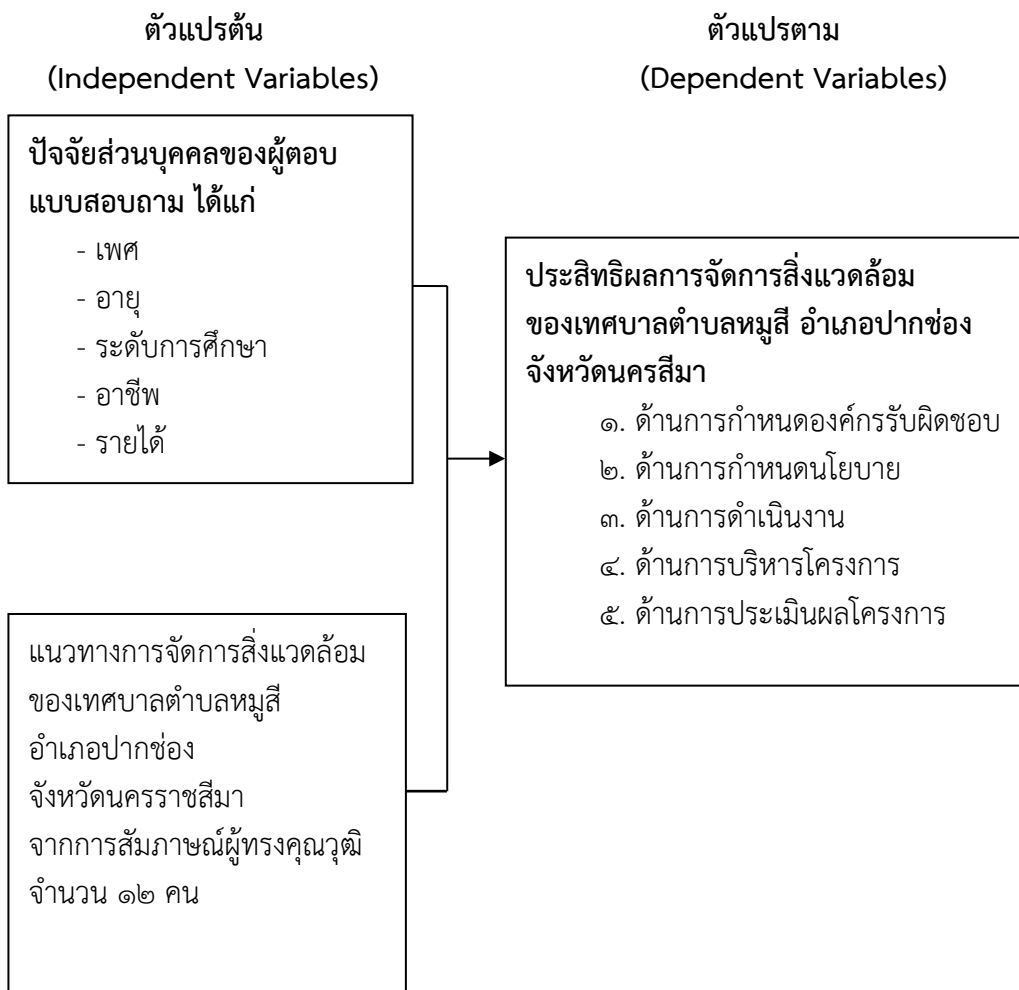 ตัวแปรต้น
(Independent Variables)
ตัวแปรตาม
(Dependent Variables)
ปัจจัยส่วนบุคคลของผู้ตอบ
แบบสอบถาม ได้แก่
- เพศ
- อายุ
- ระดับการศึกษา
- อาชีพ
- รายได้
แนวทางการจัดการสิ่งแวดล้อม
ของเทศบาลตำบลหมูสี
อำเภอปากช่อง
จังหวัดนครราชสีมา
จากการสัมภาษณ์ผู้ทรงคุณวุฒิ
จำนวน ๑๒ คน
ประสิทธิผลการจัดการสิ่งแวดล้อม
ของเทศบาลตำบลหมูสี อำเภอปากช่อง
จังหวัดนครสีมา
๑. ด้านการกำหนดองค์กรรับผิดชอบ
๒. ด้านการกำหนดนโยบาย
๓. ด้านการดำเนินงาน
๔. ด้านการบริหารโครงการ
๕. ด้านการประเมินผลโครงการ